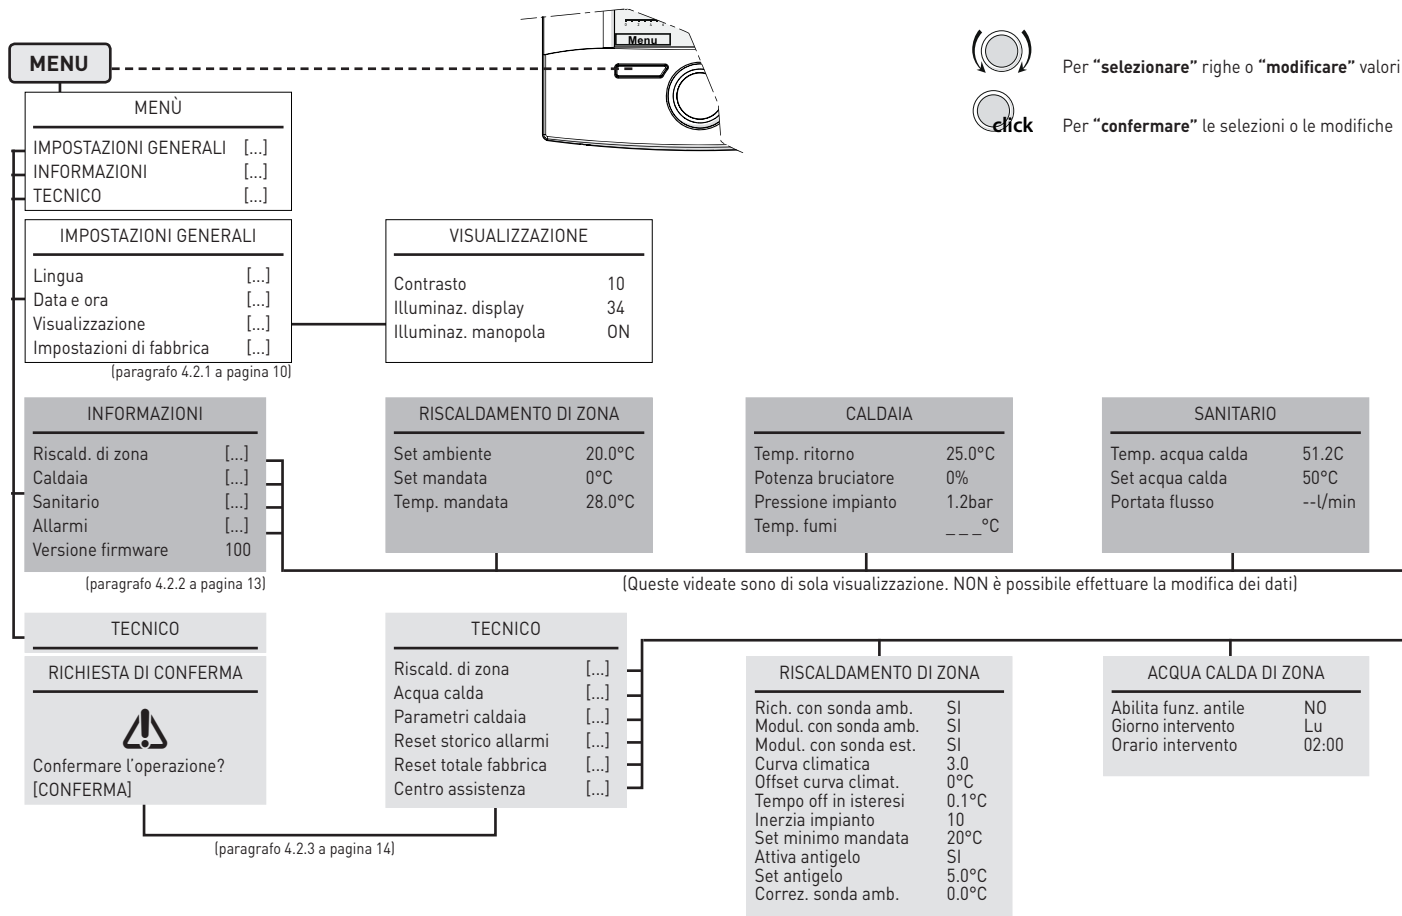 Menu
MENU
Per “selezionare” righe o “modificare” valori
click
Per “confermare” le selezioni o le modifiche
MENÙ
IMPOSTAZIONI GENERALI [...]
INFORMAZIONI [...]
TECNICO [...]
IMPOSTAZIONI GENERALI
Lingua [...]
Data e ora [...]
Visualizzazione [...]
Impostazioni di fabbrica [...]
(paragrafo 4.2.1 a pagina 10)
VISUALIZZAZIONE
Contrasto 10
Illuminaz. display 34
Illuminaz. manopola ON
INFORMAZIONI
Riscald. di zona [...]
Caldaia [...]
Sanitario [...]
Allarmi [...]
Versione firmware 100
(paragrafo 4.2.2 a pagina 13)
RISCALDAMENTO DI ZONA
Set ambiente 20.0°C
Set mandata 0°C
Temp. mandata 28.0°C
CALDAIA
Temp. ritorno 25.0°C
Potenza bruciatore 0%
Pressione impianto 1.2bar
Temp. fumi _ _ _°C
SANITARIO
Temp. acqua calda 51.2C
Set acqua calda 50°C
Portata flusso --l/min
(Queste videate sono di sola visualizzazione. NON è possibile effettuare la modifica dei dati)
TECNICO
RICHIESTA DI CONFERMA
Confermare l'operazione?
[CONFERMA]
(paragrafo 4.2.3 a pagina 14)
TECNICO
Riscald. di zona [...]
Acqua calda [...]
Parametri caldaia [...]
Reset storico allarmi [...]
Reset totale fabbrica [...]
Centro assistenza [...]
RISCALDAMENTO DI ZONA
Rich. con sonda amb. SI
Modul. con sonda amb. SI
Modul. con sonda est. SI
Curva climatica 3.0
Offset curva climat. 0°C
Tempo off in isteresi 0.1°C
Inerzia impianto 10
Set minimo mandata 20°C
Attiva antigelo SI
Set antigelo 5.0°C
Correz. sonda amb. 0.0°C
ACQUA CALDA DI ZONA
Abilita funz. antile NO
Giorno intervento Lu
Orario intervento 02:00